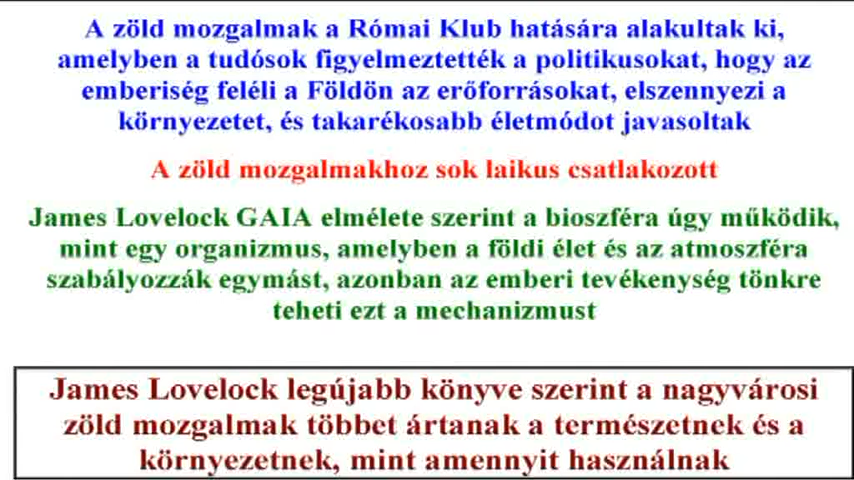 A zöld mozgalmak a Római Klub hatására alakultak ki,
amelyben a tudósok figyelmeztették a politikusokat, hogy az
emberiség feléli a Földön az erőforrásokat, elszennyezi a
környezetet, és takarékosabb életmódot javasoltak
A zöld mozgalmakhoz sok laikus csatlakozott
James Lovelock GAIA elmélete szerint a bioszféra úgy működik,
mint egy organizmus, amelyben a földi élet és az atmoszféra
szabályozzák egymást, azonban az emberi tevékenység tönkre
teheti ezt a mechanizmust
James Lovelock legújabb könyve szerint a nagyvárosi
zöld mozgalmak többet ártanak a természetnek és a
környezetnek, mint amennyit használnak